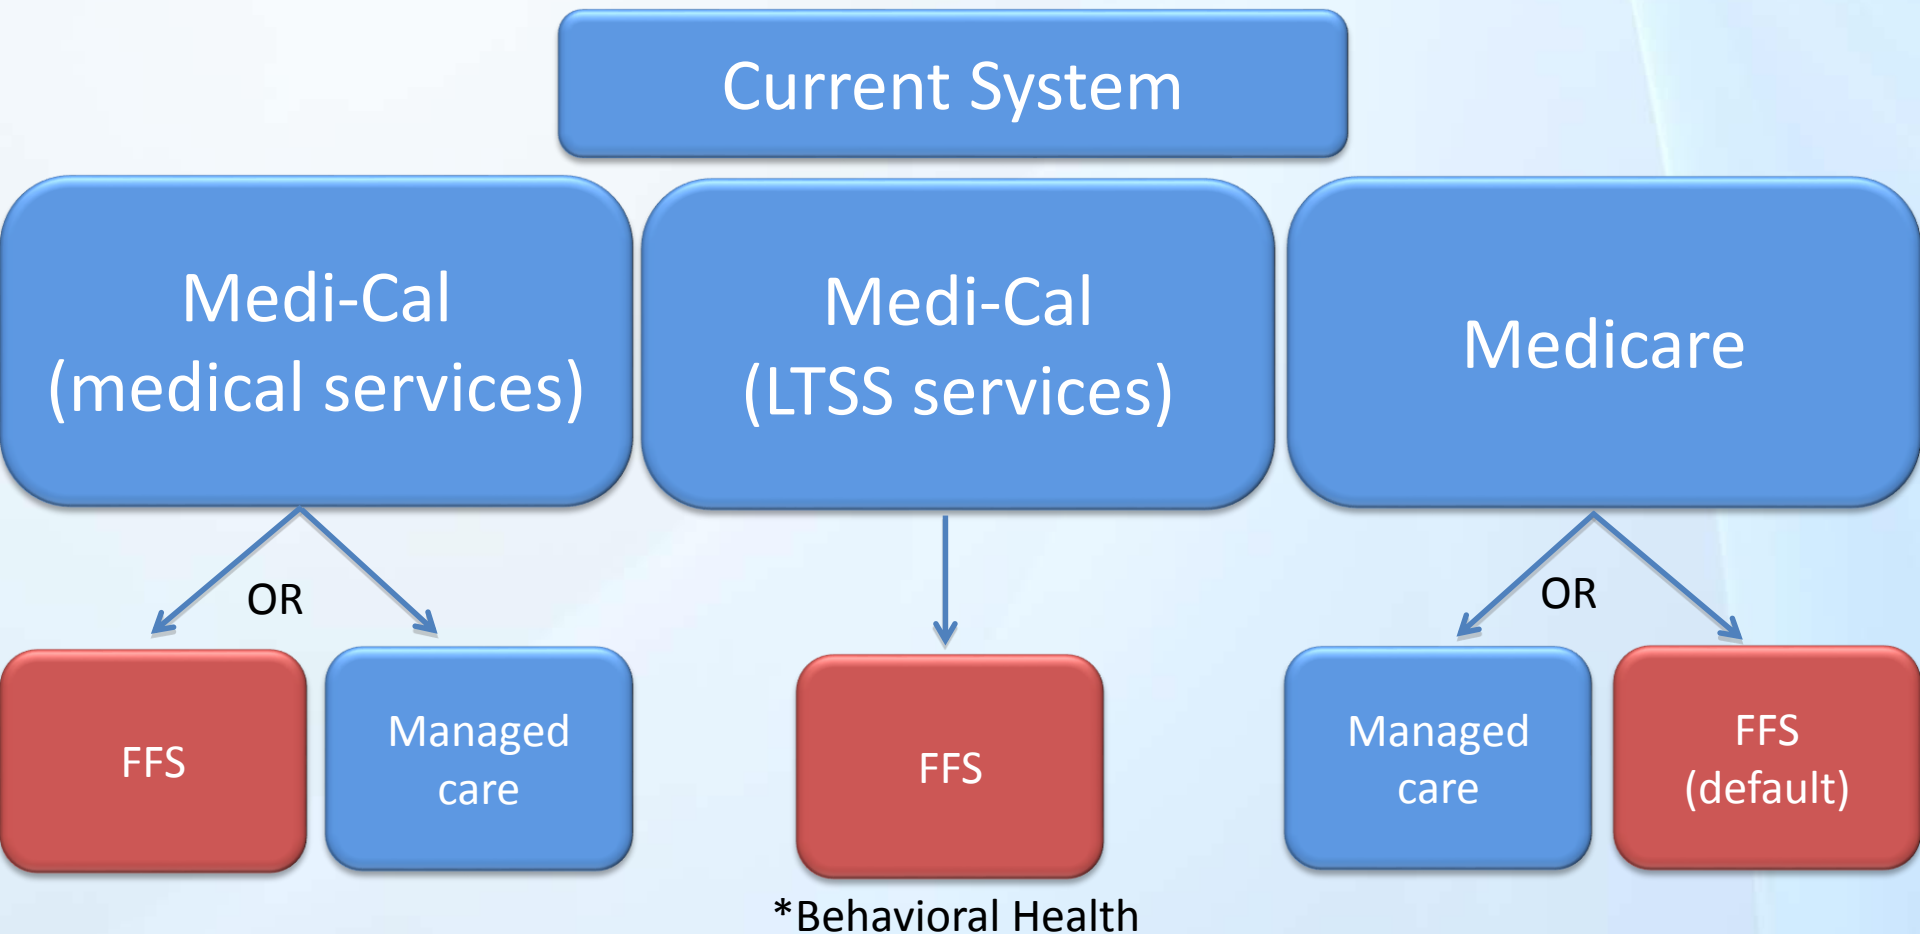 Current System
Medi-Cal
(medical services)
Medi-Cal
(LTSS services)
Medicare
OR
OR
FFS
Managed
care
FFS
Managed
care
FFS
(default)
*Behavioral Health